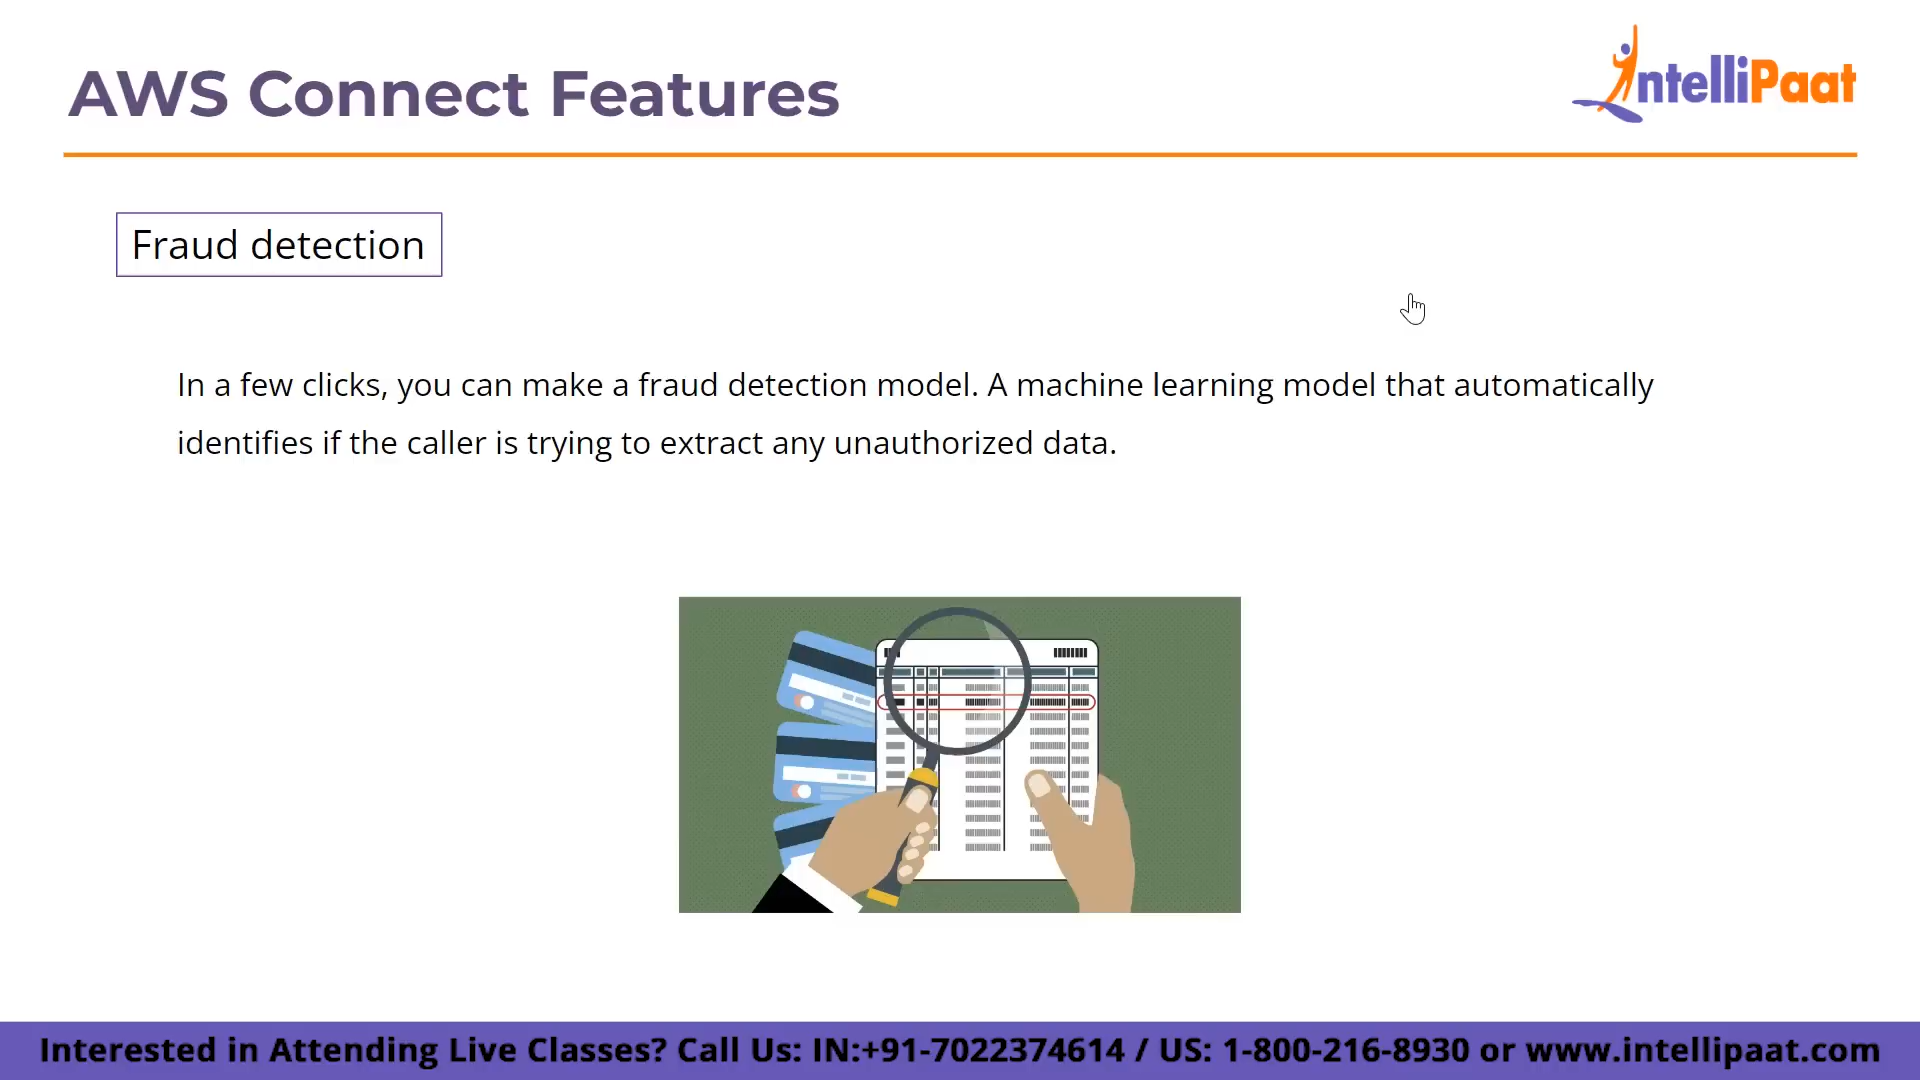 AWS Connect Features
IntelliPaat
Fraud detection
In a few clicks, you can make a fraud detection model. A machine learning model that automatically
identifies if the caller is trying to extract any unauthorized data.
Interested in Attending Live Classes? Call Us: IN:+91-7022374614 / US: 1-800-216-8930 or www.intellipaat.com